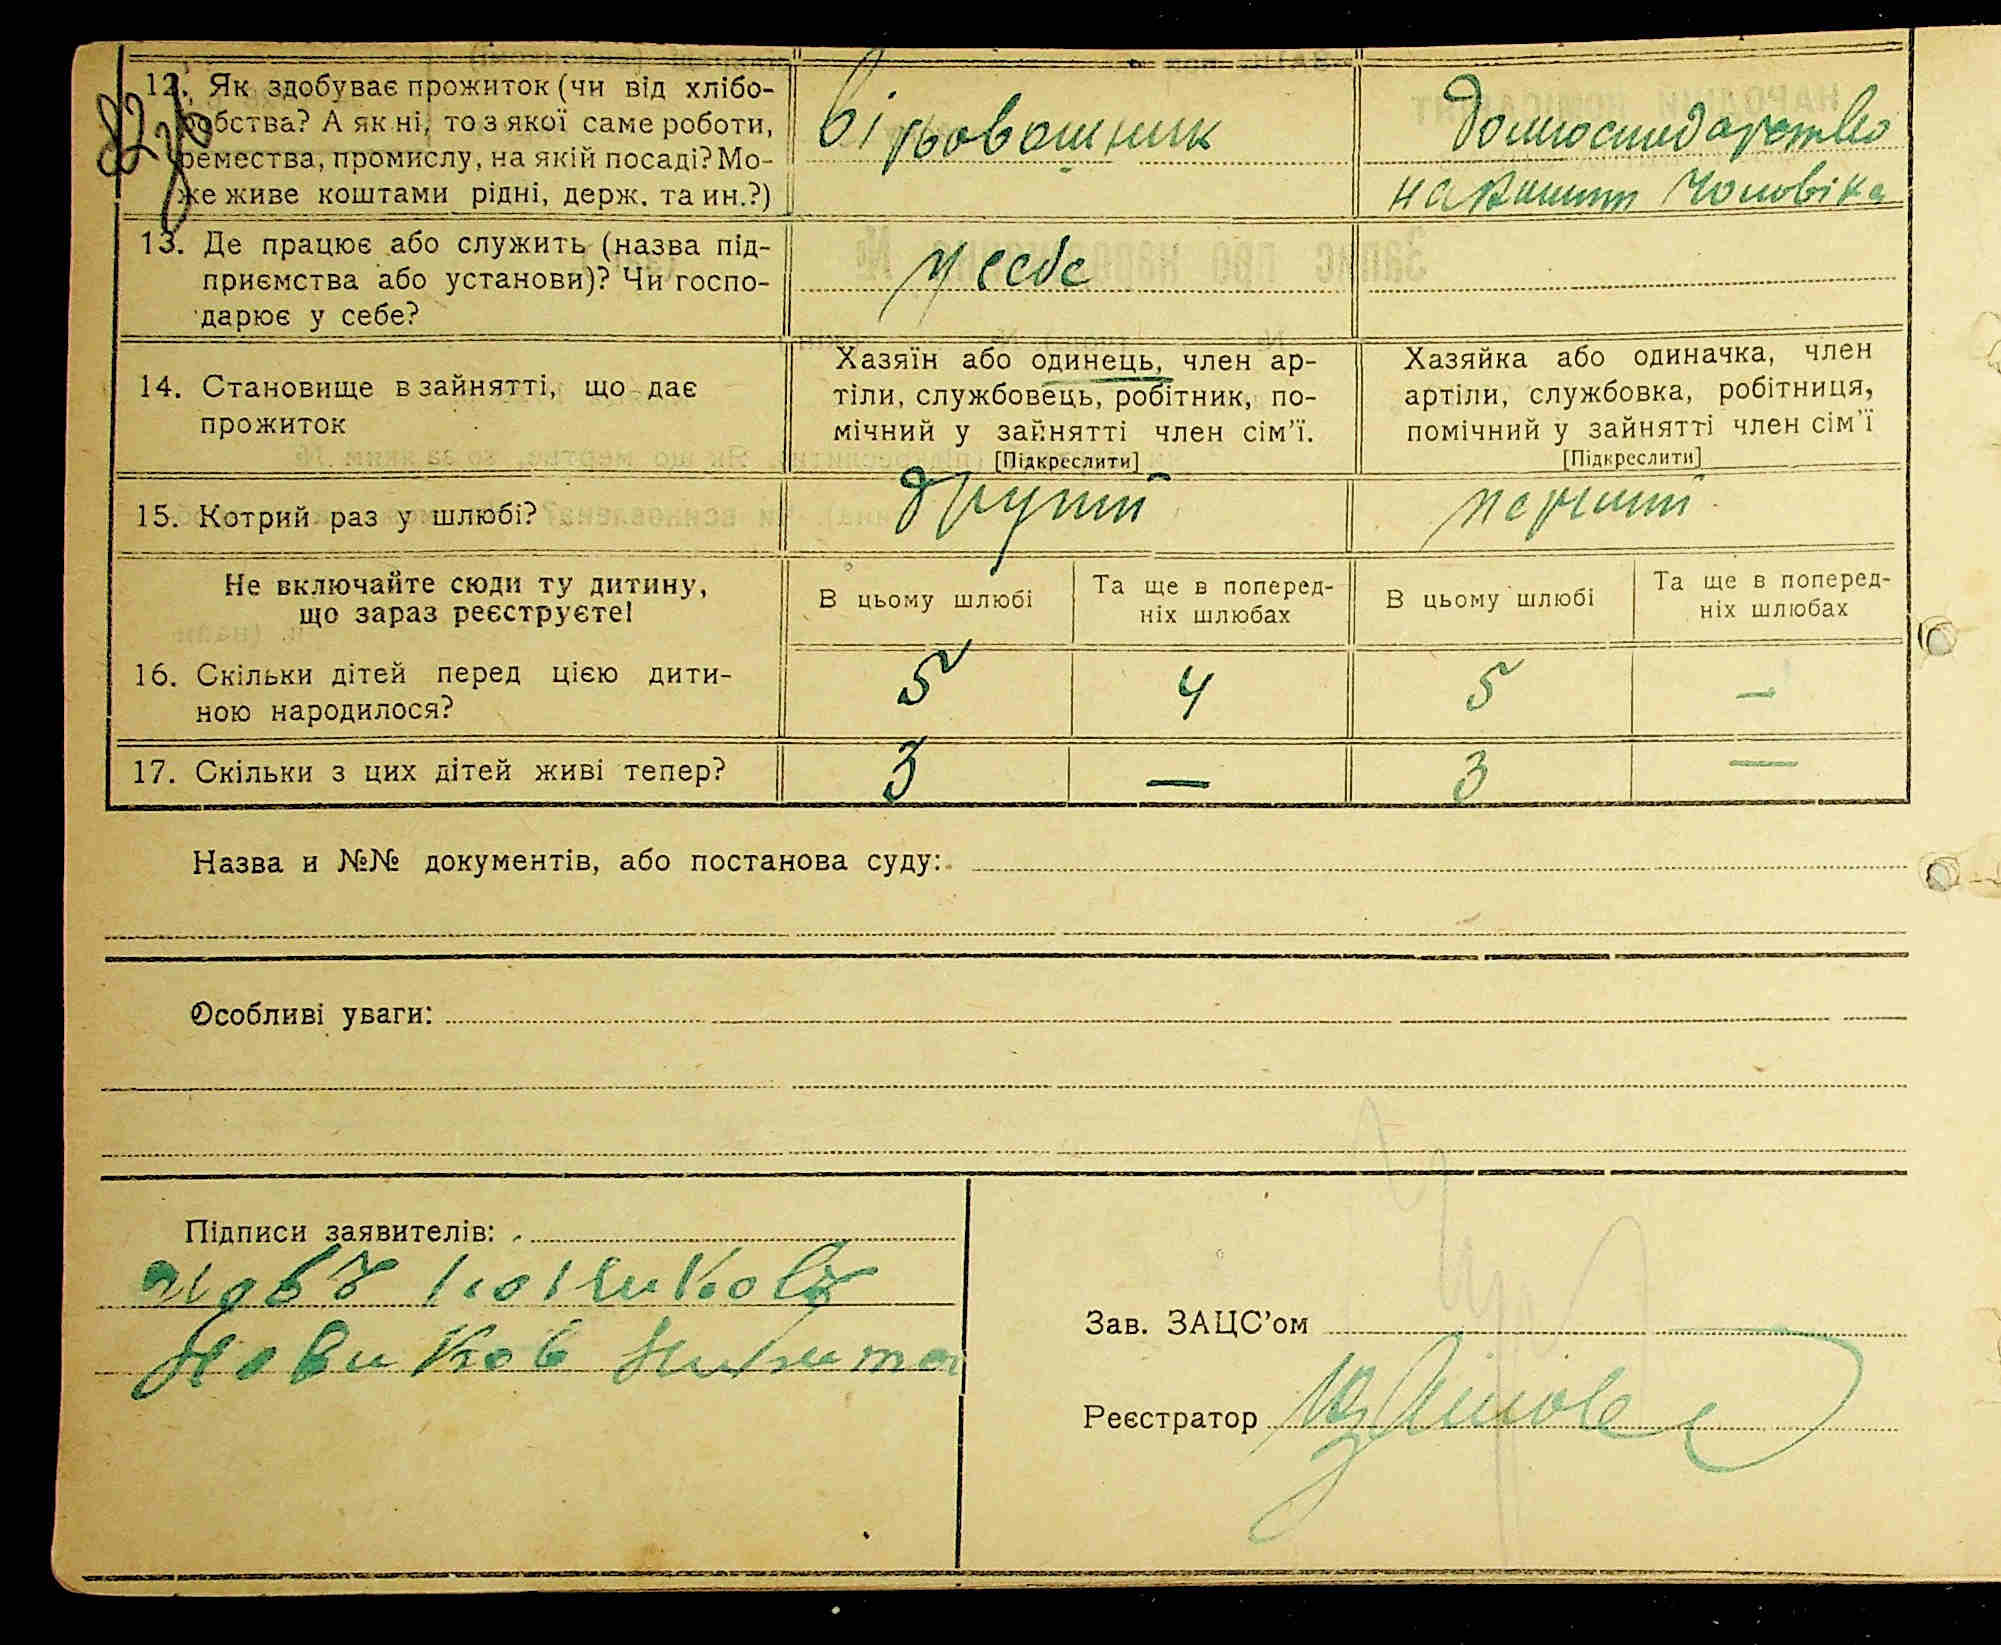 12. Як здобуває прожиток (чи від хлібо-
робства? А як ні, то з якої саме роботи,
ремества, промислу, на якій посаді? Мо-
же живе коштами рідні, держ. та ин.?)
домгосподарство
на кошти чоловіка
13. Де працює або служить (назва під-
приємства або установи)? Чи госпо-
дарює у себе?
у себе
14. Становище в зайнятті, що дає
прожиток
Хазяїн або одинець, член ар-
тіли, службовець, робітник, по-
мічний у зайнятті член сім'ї.
[Підкреслити]
Хазяйка або одиначка, член
артіли, службовка, робітниця,
помічний у зайнятті член сім'ї
[Підкреслити]
15. Котрий раз у шлюбі?
другий
перший
Не включайте сюди ту дитину,
що зараз реєструєте!
В цьому шлюбі
Та ще в поперед-
ніх шлюбах
В цьому шлюбі
Та ще в поперед-
ніх шлюбах
16. Скільки дітей перед цією дити-
ною народилося?
5 4 5 —
17. Скільки з цих дітей живі тепер?
3 — 3 —
Назва и №№ документів, або постанова суду:
Особливі уваги:
Підписи заявителів:
Новиков Никита
Зав. ЗАЦС'ом
Реєстратор